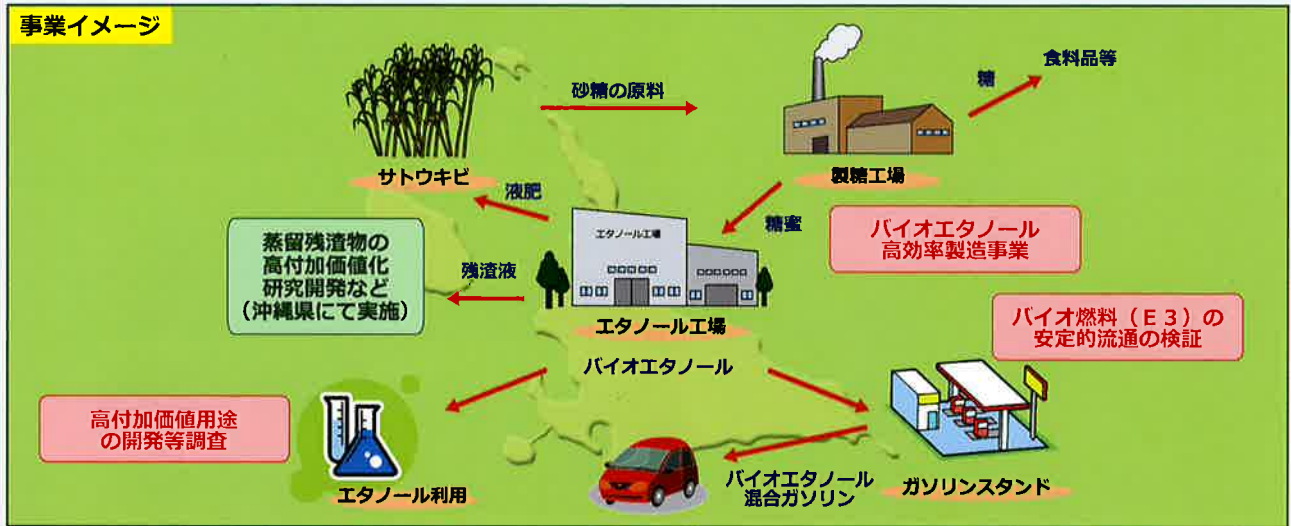 事業イメージ
砂糖の原料
糖
食料品等
サトウキビ
製糖工場
液肥
糖蜜
エタノール工場
バイオエタノール
高効率製造事業
蒸留残渣物の
高付加価値化
研究開発など
(沖縄県にて実施)
残渣液
エタノール工場
バイオエタノール
バイオ燃料(E3)の
安定的流通の検証
高付加価値用途
の開発等調査
エタノール利用
バイオエタノール
混合ガソリン
ガソリンスタンド